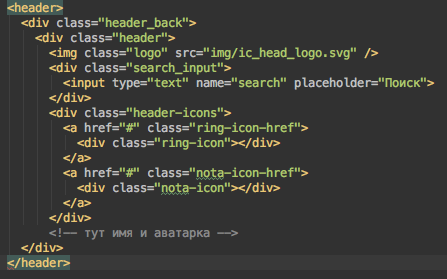 <header>
<div class="header_back">
<div class="header">
<img class="logo" src="img/ic_head_logo.svg" />
<div class="search_input">
<input type="text" name="search" placeholder="Поиск">
</div>
<div class="header-icons">
<a href="#" class="ring-icon-href">
<div class="ring-icon"></div>
</a>
<a href="#" class="nota-icon-href">
<div class="nota-icon"></div>
</a>
</div>
<!-- тут имя и аватарка -->
</div>
</header>